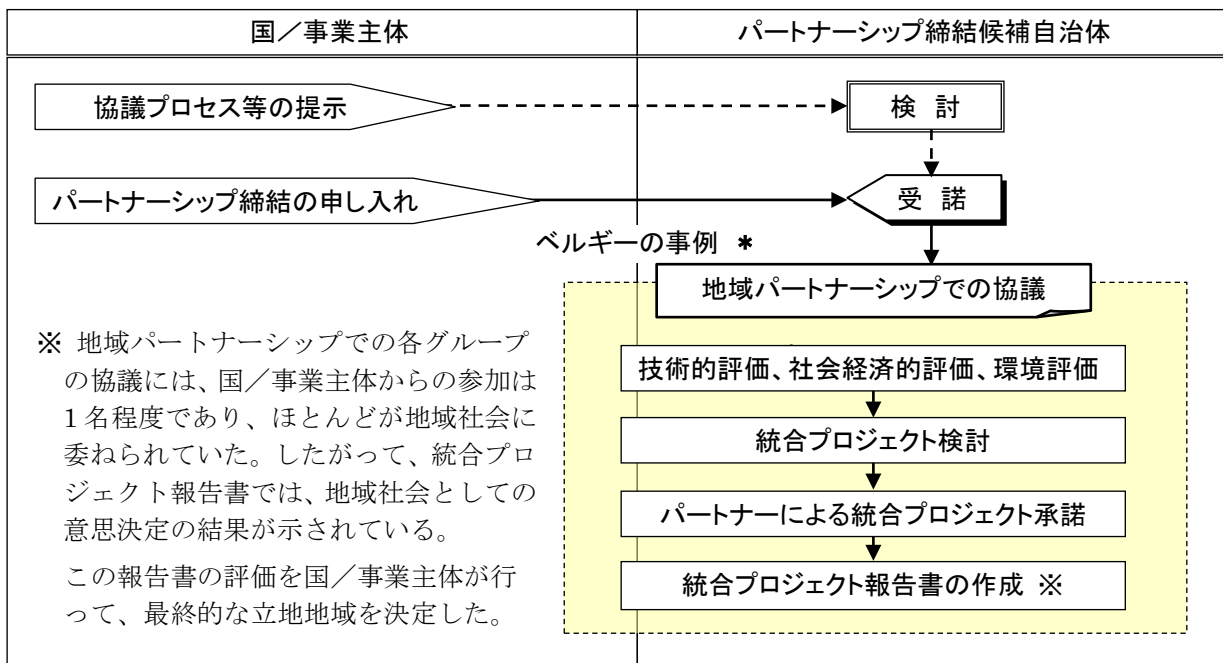 国／事業主体
パートナーシップ締結候補自治体
協議プロセス等の提示
検 討
パートナーシップ締結の申し入れ
受 諾
ベルギーの事例 *
地域パートナーシップでの協議
※ 地域パートナーシップでの各グループ
の協議には、国／事業主体からの参加は
1名程度であり、ほとんどが地域社会に
委ねられていた。したがって、統合プロ
ジェクト報告書では、地域社会としての
意思決定の結果が示されている。
この報告書の評価を国／事業主体が行
って、最終的な立地地域を決定した。
技術的評価、社会経済的評価、環境評価
統合プロジェクト検討
パートナーによる統合プロジェクト承諾
統合プロジェクト報告書の作成 ※